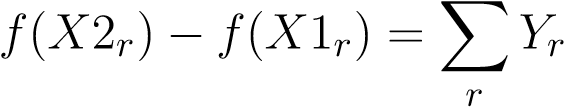 f(X2_r) - f(X1_r) = \sum_r Y_r